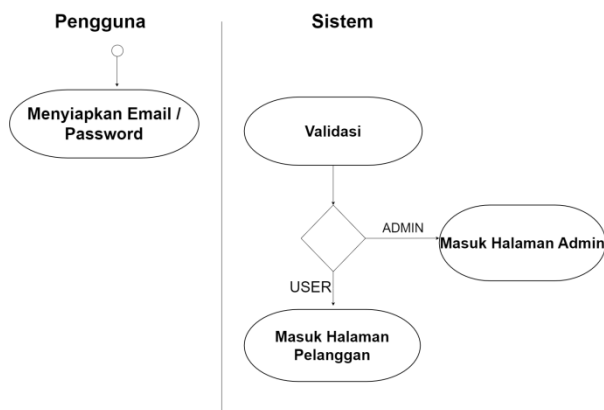 Pengguna
Sistem
Menyiapkan Email /
Password
Validasi
ADMIN
Masuk Halaman Admin
USER
Masuk Halaman
Pelanggan